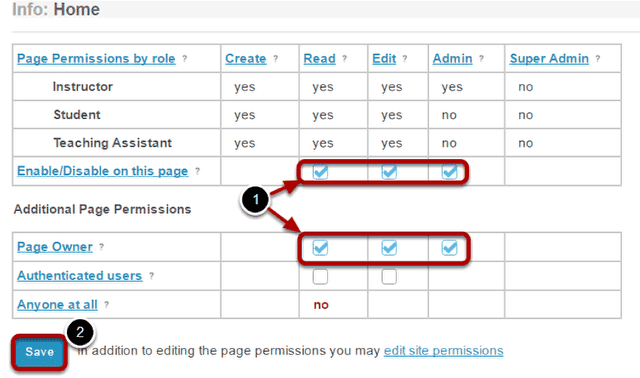 Info: Home
Page Permissions by role ? Create ? Read ? Edit ? Admin ? Super Admin ?
Instructor yes yes yes yes no
Student yes yes yes no no
Teaching Assistant yes yes yes no no
Enable/Disable on this page ?
1
Additional Page Permissions
Page Owner ?
Authenticated users ?
Anyone at all ? no
2
Save In addition to editing the page permissions you may edit site permissions